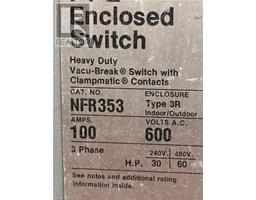 Enclosed
Switch
Heavy Duty
Vacu-Break® Switch with
Clampmatic® Contacts
CAT. NO. ENCLOSURE
NFR353 Type 3R
Indoor/Outdoor
AMPS. VOLTS A.C.
100 600
3 Phase 240V. 480V.
H.P. 30 60
See notes and additional rating
information inside.